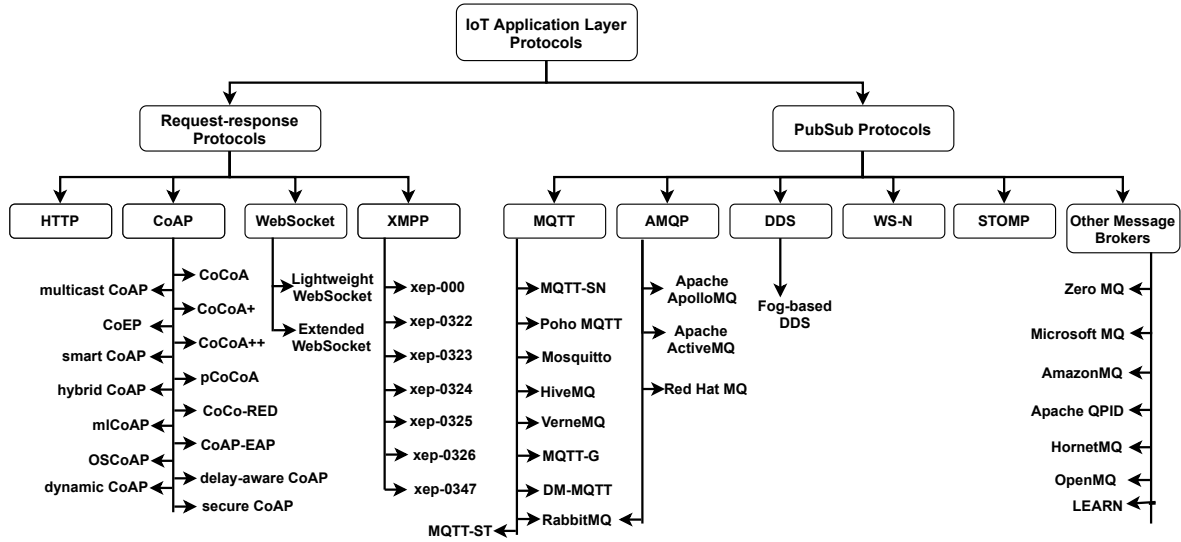 IoT Application Layer
Protocols
Request-response
Protocols
PubSub Protocols
HTTP
CoAP
WebSocket
XMPP
MQTT
AMQP
DDS
WS-N
STOMP
Other Message
Brokers
multicast CoAP
CoEP
smart CoAP
hybrid CoAP
mlCoAP
OSCoAP
dynamic CoAP
CoCoA
CoCoA+
CoCoA++
pCoCoA
CoCo-RED
CoAP-EAP
delay-aware CoAP
secure CoAP
Lightweight
WebSocket
Extended
WebSocket
xep-000
xep-0322
xep-0323
xep-0324
xep-0325
xep-0326
xep-0347
MQTT-SN
Poho MQTT
Mosquitto
HiveMQ
VerneMQ
MQTT-G
DM-MQTT
RabbitMQ
MQTT-ST
Apache
ApolloMQ
Apache
ActiveMQ
Red Hat MQ
Fog-based
DDS
Zero MQ
Microsoft MQ
AmazonMQ
Apache QPID
HornetMQ
OpenMQ
LEARN